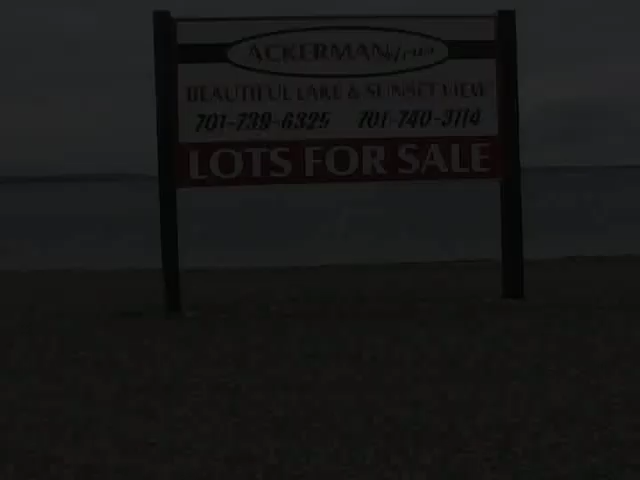 ACKERMAN
BEAUTIFUL LAKE & SUNSET VIEW
701-739-6325 701-740-3114
LOTS FOR SALE